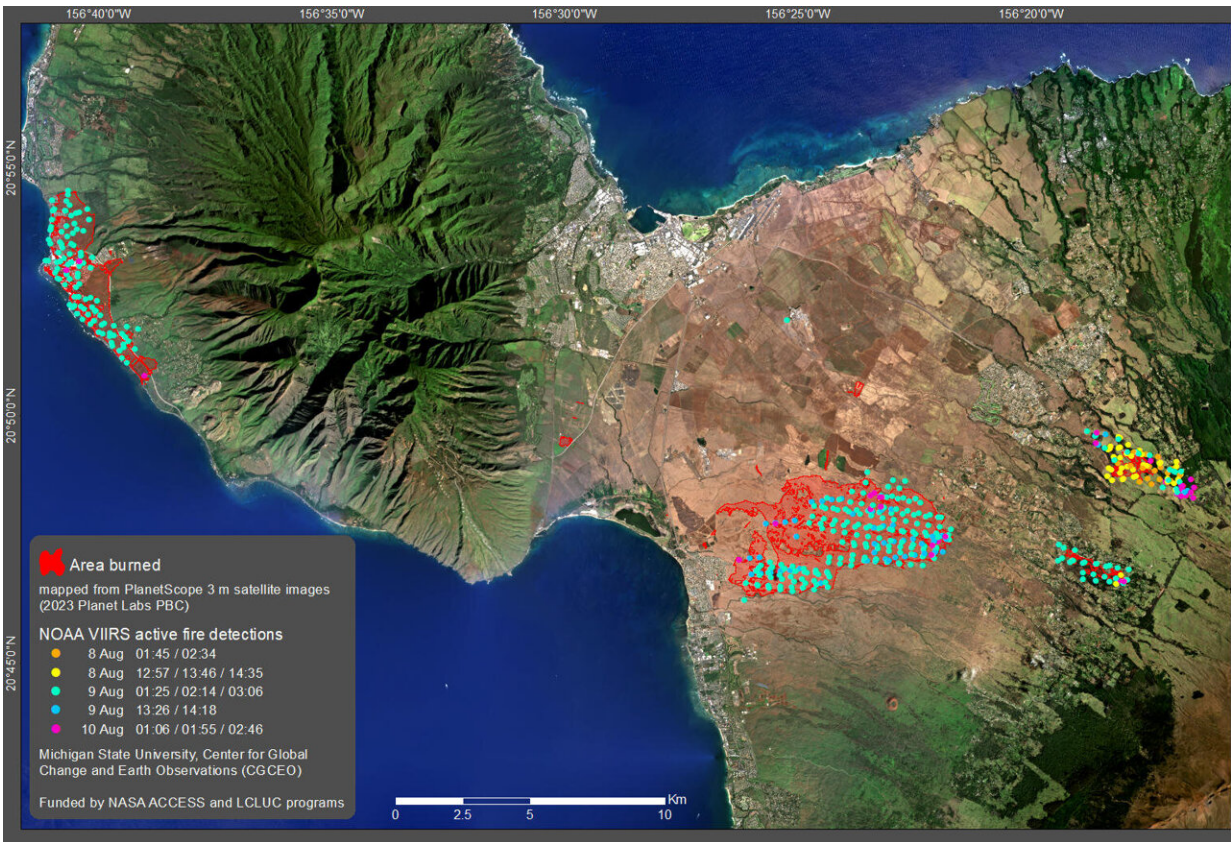 156°40'0"W
156°35'0"W
156°30'0"W
156°25'0"W
156°20'0"W
20°55'0"N
20°50'0"N
20°45'0"N
Area burned
mapped from PlanetScope 3 m satellite images
(2023 Planet Labs PBC)
NOAA VIIRS active fire detections
8 Aug 01:45 / 02:34
8 Aug 12:57 / 13:46 / 14:35
9 Aug 01:25 / 02:14 / 03:06
9 Aug 13:26 / 14:18
10 Aug 01:06 / 01:55 / 02:46
Michigan State University, Center for Global
Change and Earth Observations (CGCEO)
Funded by NASA ACCESS and LCLUC programs
Km
0 2.5 5 10